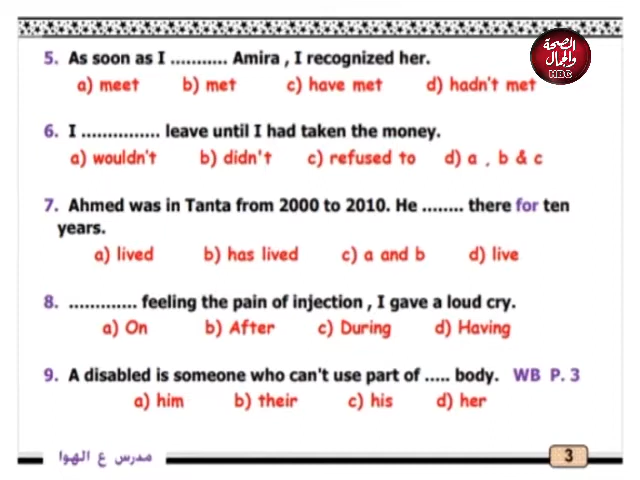 الصحة
والجمال
HBC
5. As soon as I ........... Amira , I recognized her.
a) meet b) met c) have met d) hadn't met
6. I ............... leave until I had taken the money.
a) wouldn't b) didn't c) refused to d) a , b & c
7. Ahmed was in Tanta from 2000 to 2010. He ........ there for ten
years.
a) lived b) has lived c) a and b d) live
8. ............. feeling the pain of injection , I gave a loud cry.
a) On b) After c) During d) Having
9. A disabled is someone who can't use part of ..... body. WB P. 3
a) him b) their c) his d) her
مدرس ع الهوا
3